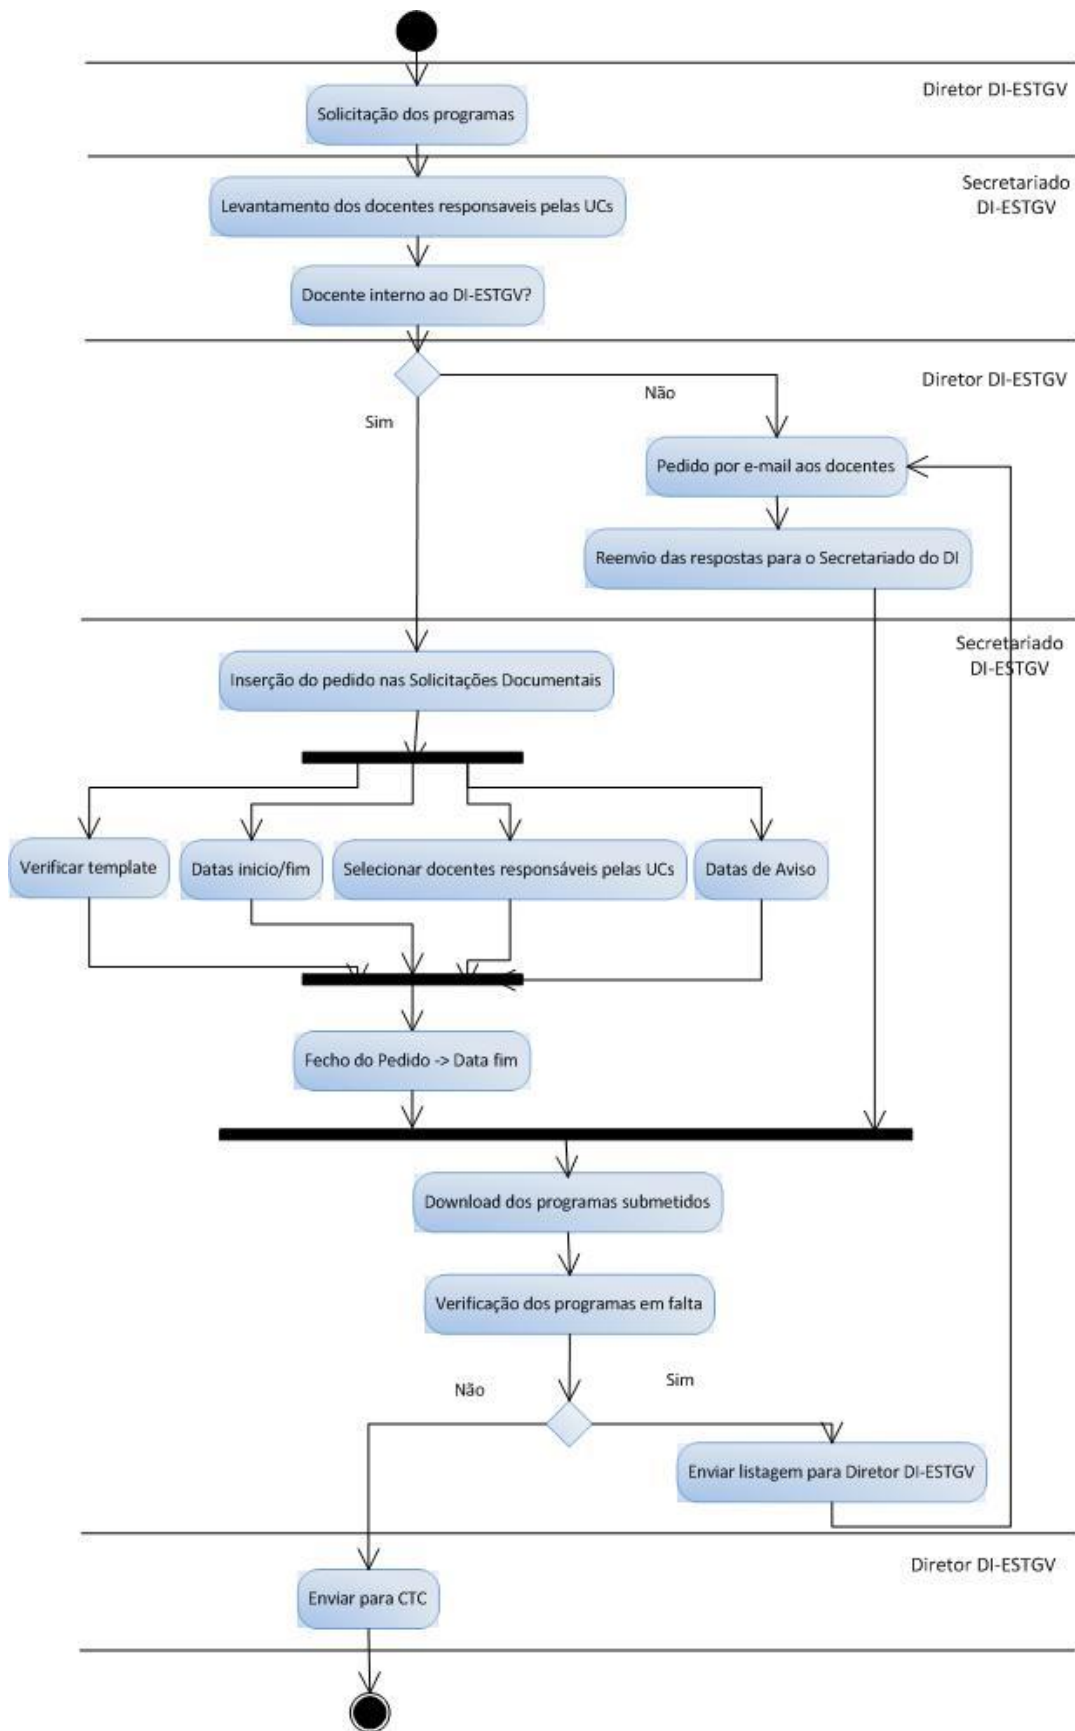 Diretor DI-ESTGV
Solicitação dos programas
Secretariado
DI-ESTGV
Levantamento dos docentes responsaveis pelas UCs
Docente interno ao DI-ESTGV?
Diretor DI-ESTGV
Não
Sim
Pedido por e-mail aos docentes
Reenvio das respostas para o Secretariado do DI
Secretariado
DI-ESTGV
Inserção do pedido nas Solicitações Documentais
Verificar template
Datas inicio/fim
Selecionar docentes responsáveis pelas UCs
Datas de Aviso
Fecho do Pedido -> Data fim
Download dos programas submetidos
Verificação dos programas em falta
Não
Sim
Enviar listagem para Diretor DI-ESTGV
Diretor DI-ESTGV
Enviar para CTC